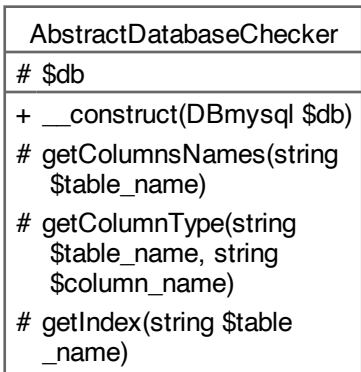 AbstractDatabaseChecker
# $db
+ __construct(DBmysql $db)
# getColumnsNames(string
$table_name)
# getColumnType(string
$table_name, string
$column_name)
# getIndex(string $table
_name)